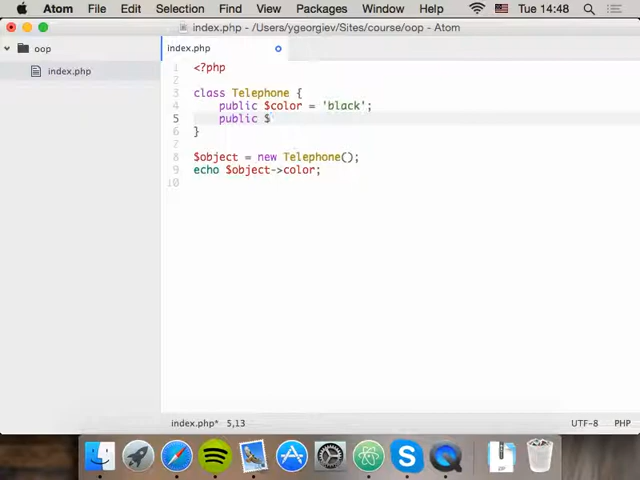 Atom File Edit Selection Find View Packages Window Help Tue 14:48
index.php - /Users/ygeorgiev/Sites/course/oop - Atom
oop
index.php
index.php
1 <?php
2
3 class Telephone {
4 public $color = 'black';
5 public $
6 }
7
8 $object = new Telephone();
9 echo $object->color;
10
index.php* 5,13 UTF-8 PHP
ZIP